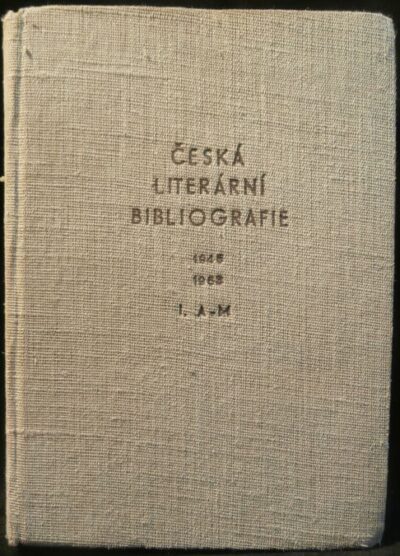 ČESKÁ
LITERÁRNÍ
BIBLIOGRAFIE
1945
1963
I. A-M